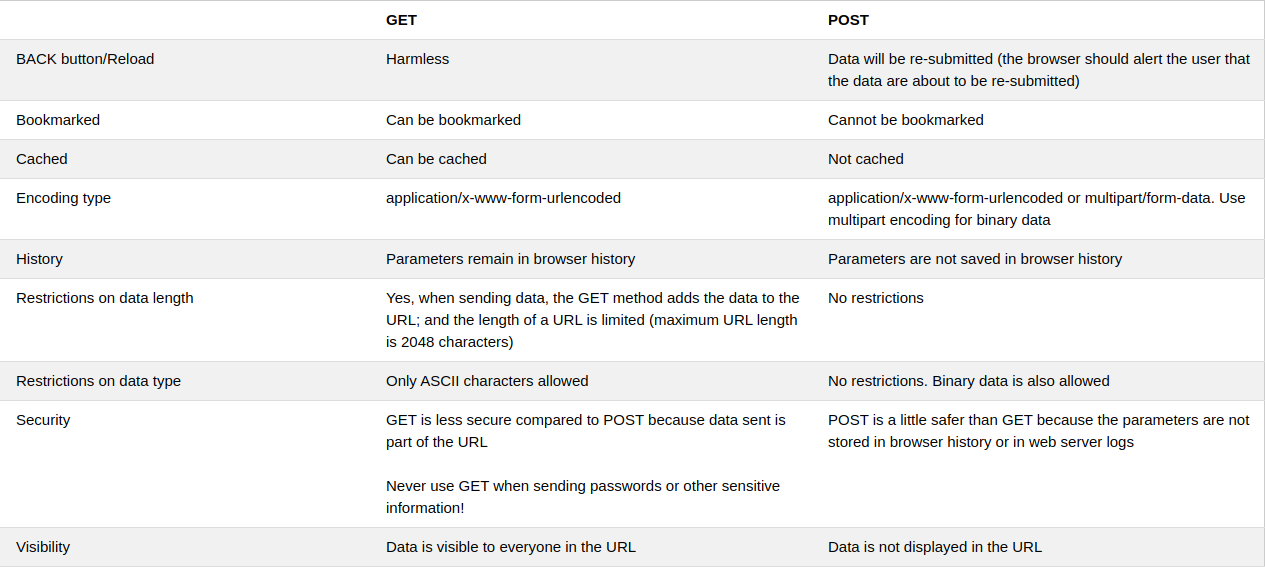 GET POST
BACK button/Reload Harmless Data will be re-submitted (the browser should alert the user that
the data are about to be re-submitted)
Bookmarked Can be bookmarked Cannot be bookmarked
Cached Can be cached Not cached
Encoding type application/x-www-form-urlencoded application/x-www-form-urlencoded or multipart/form-data. Use
multipart encoding for binary data
History Parameters remain in browser history Parameters are not saved in browser history
Restrictions on data length Yes, when sending data, the GET method adds the data to the No restrictions
URL; and the length of a URL is limited (maximum URL length
is 2048 characters)
Restrictions on data type Only ASCII characters allowed No restrictions. Binary data is also allowed
Security GET is less secure compared to POST because data sent is POST is a little safer than GET because the parameters are not
part of the URL stored in browser history or in web server logs
Never use GET when sending passwords or other sensitive
information!
Visibility Data is visible to everyone in the URL Data is not displayed in the URL